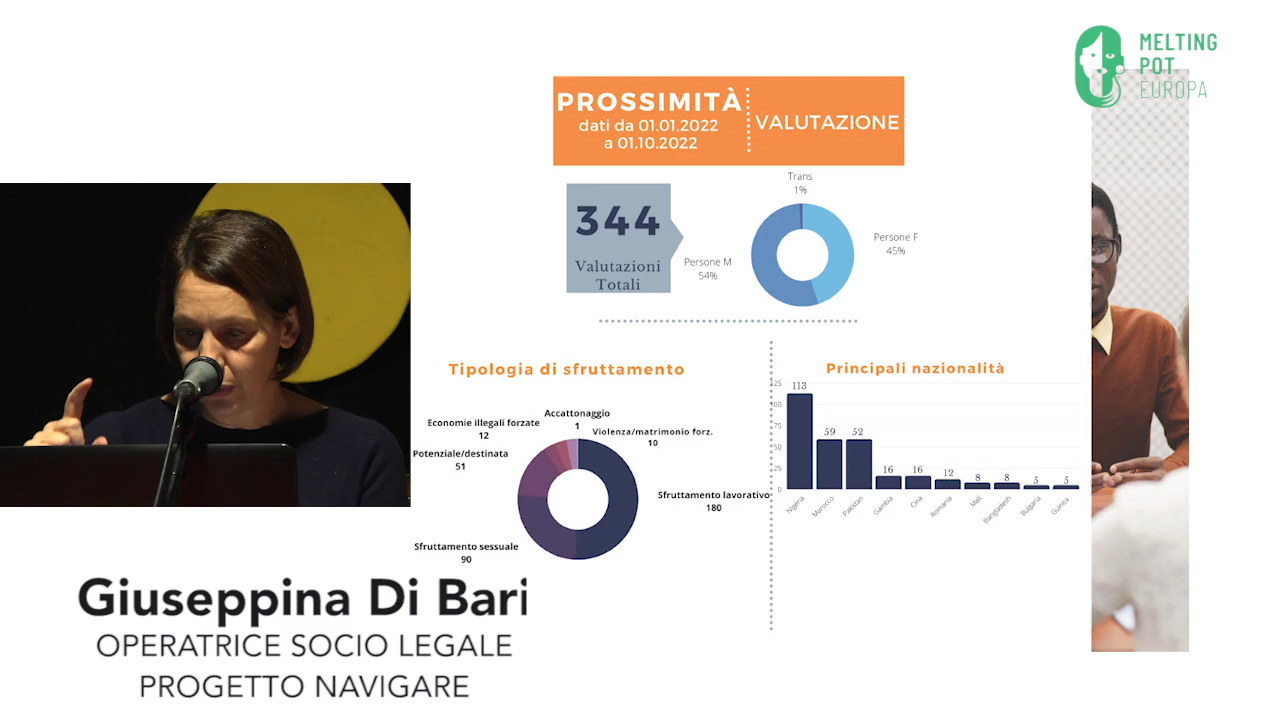 MELTING
POT
EUROPA
PROSSIMITÀ
dati da 01.01.2022
a 01.10.2022
VALUTAZIONE
344
Valutazioni
Totali
Trans
1%
Persone F
45%
Persone M
54%
Tipologia di sfruttamento
Accattonaggio
1
Economie illegali forzate
12
Violenza/matrimonio forz.
10
Potenziale/destinata
51
Sfruttamento lavorativo
180
Sfruttamento sessuale
90
Principali nazionalità
125
100
75
50
25
0
113
59
52
16
16
12
8
8
5
5
Nigeria
Marocco
Pakistan
Gambia
Cina
Romania
Mali
Bangladesh
Bulgaria
Guinea
Giuseppina Di Bari
OPERATRICE SOCIO LEGALE
PROGETTO NAVIGARE